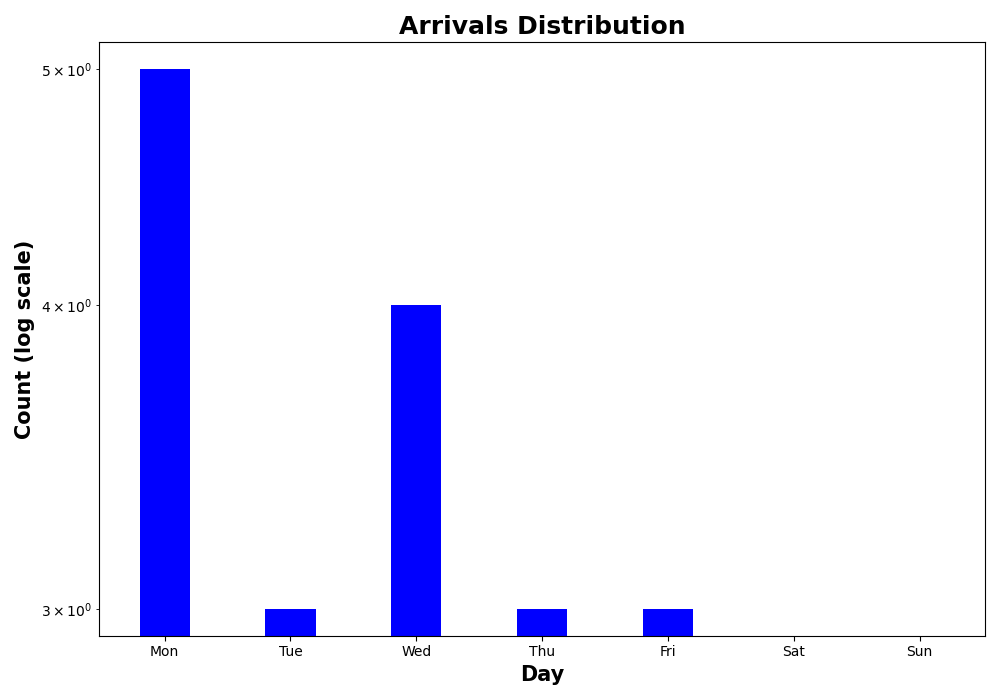 Arrivals Distribution
Count (log scale)
5 × 10⁰
4 × 10⁰
3 × 10⁰
Mon Tue Wed Thu Fri Sat Sun
Day